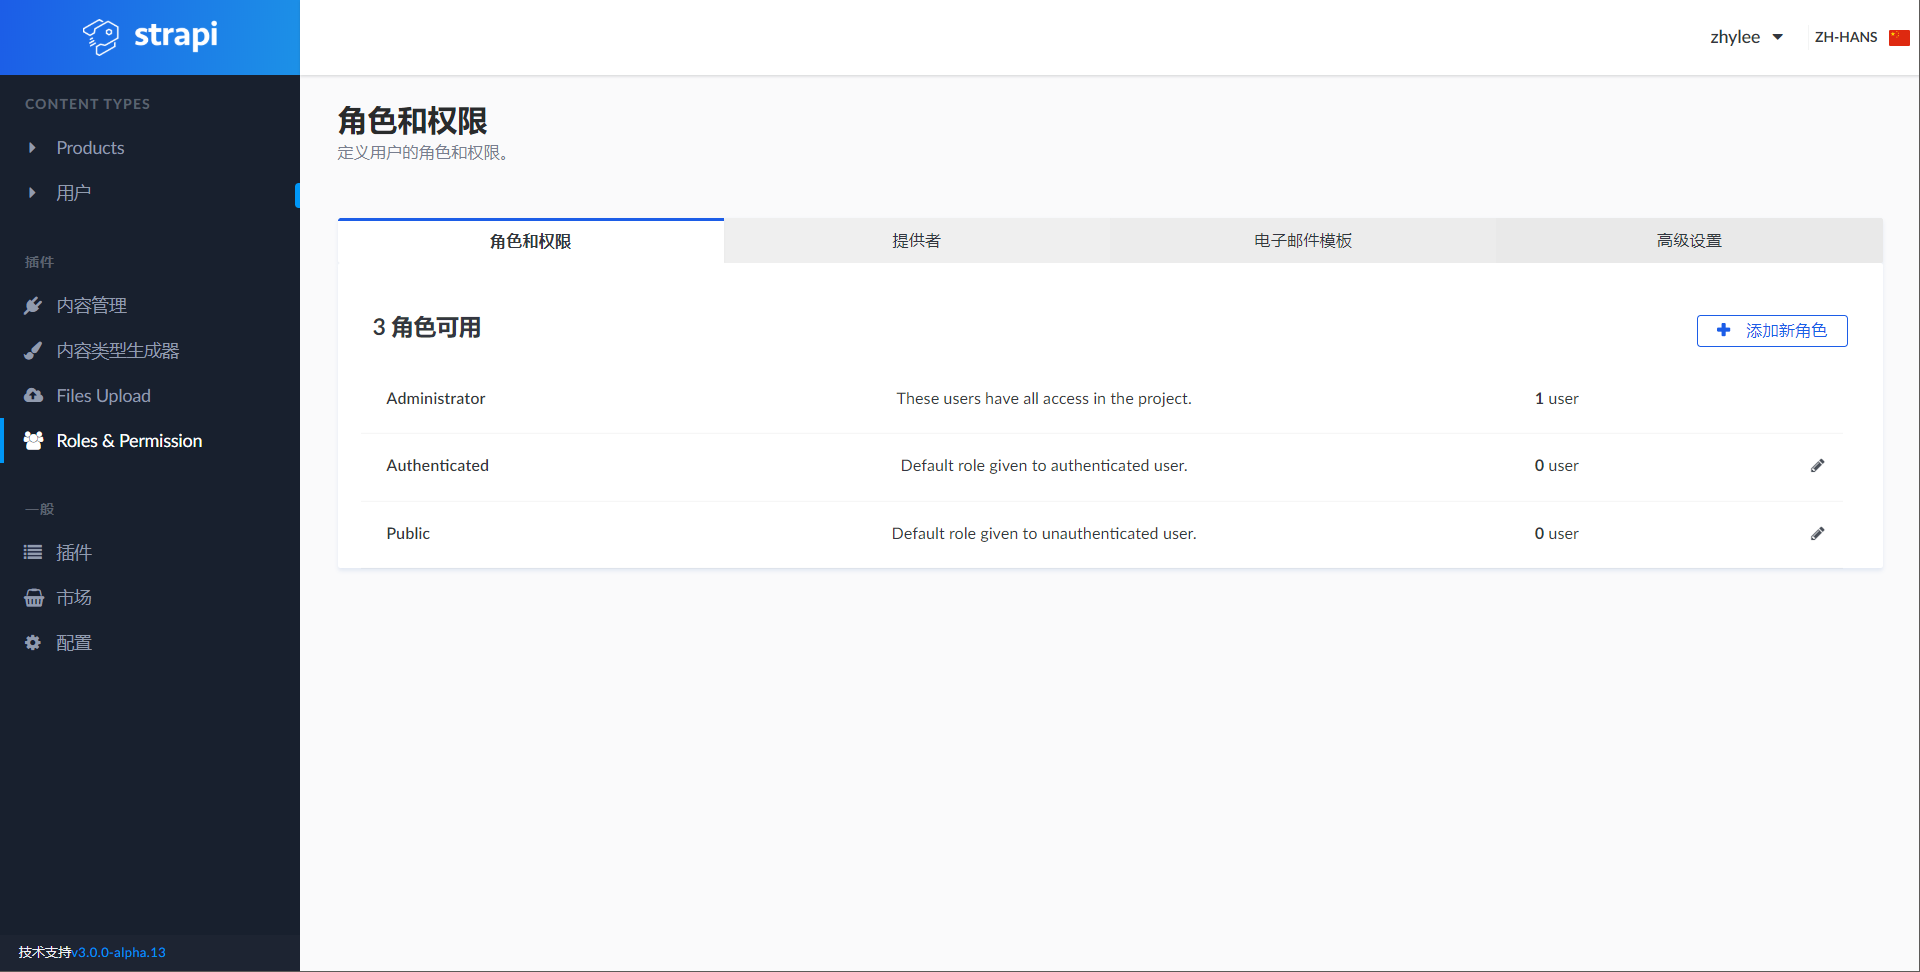 strapi
zhylee
ZH-HANS
CONTENT TYPES
Products
用户
插件
内容管理
内容类型生成器
Files Upload
Roles & Permission
一般
插件
市场
配置
技术支持v3.0.0-alpha.13
角色和权限
定义用户的角色和权限。
角色和权限 提供者 电子邮件模板 高级设置
3 角色可用
添加新角色
Administrator These users have all access in the project. 1 user
Authenticated Default role given to authenticated user. 0 user
Public Default role given to unauthenticated user. 0 user